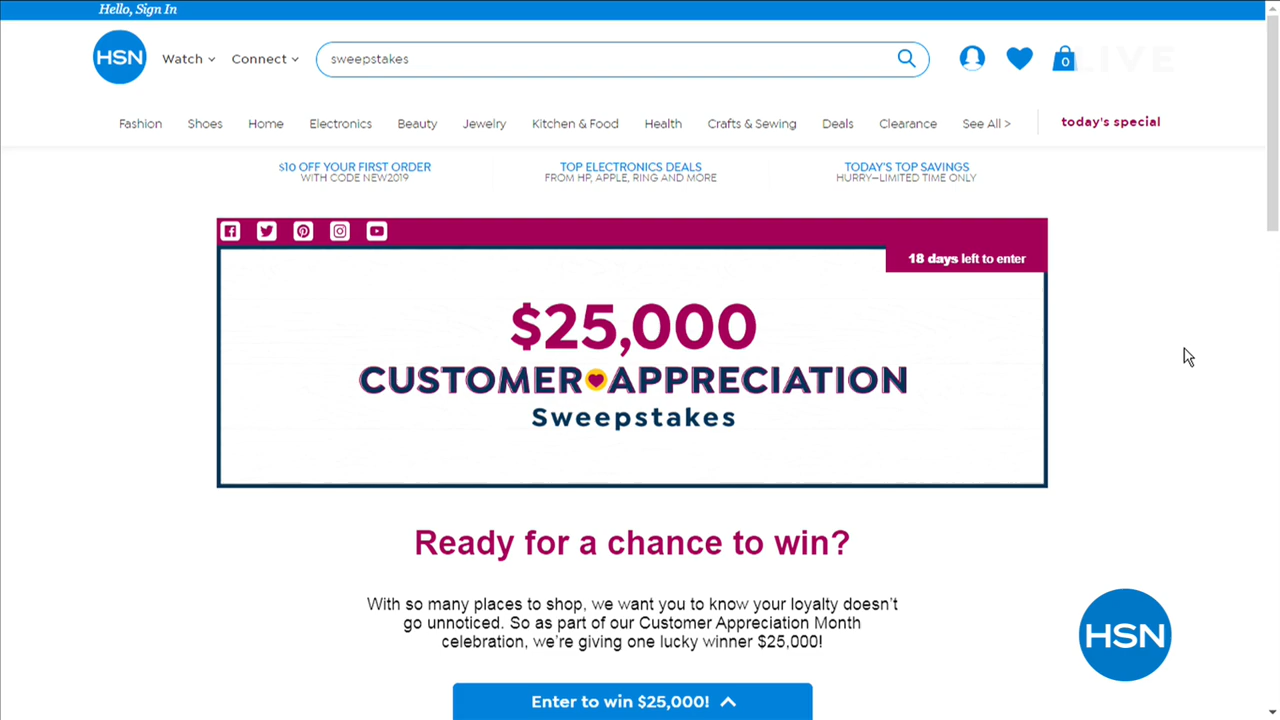 Hello, Sign In
HSN
Watch
Connect
sweepstakes
0
LIVE
Fashion
Shoes
Home
Electronics
Beauty
Jewelry
Kitchen & Food
Health
Crafts & Sewing
Deals
Clearance
See All >
today's special
$10 OFF YOUR FIRST ORDER
WITH CODE NEW2019
TOP ELECTRONICS DEALS
FROM HP, APPLE, RING AND MORE
TODAY'S TOP SAVINGS
HURRY—LIMITED TIME ONLY
18 days left to enter
$25,000
CUSTOMER APPRECIATION
Sweepstakes
Ready for a chance to win?
With so many places to shop, we want you to know your loyalty doesn’t
go unnoticed. So as part of our Customer Appreciation Month
celebration, we’re giving one lucky winner $25,000!
HSN
Enter to win $25,000!